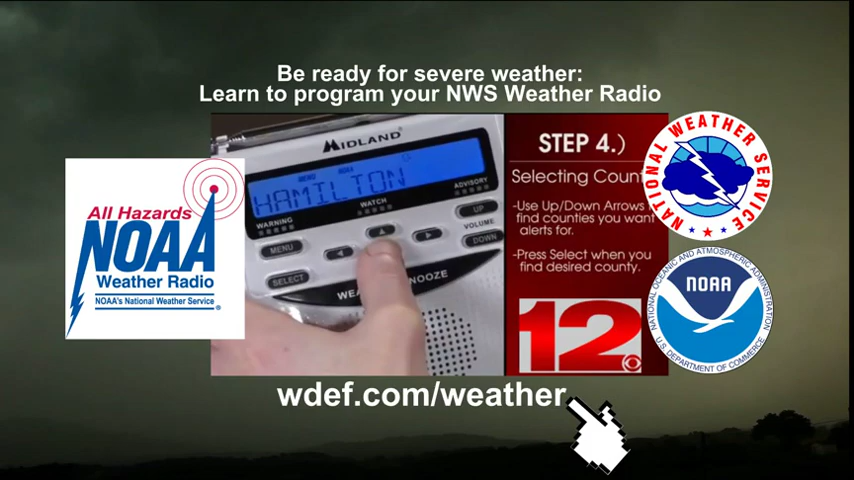 Be ready for severe weather:
Learn to program your NWS Weather Radio
All Hazards
NOAA
Weather Radio
NOAA's National Weather Service
®
MIDLAND
MENU NOAA
HAMILTON
WARNING
WATCH
ADVISORY
MENU
SELECT
UP
VOLUME
DOWN
SNOOZE
STEP 4.)
Selecting Count
-Use Up/Down Arrows
find counties you want
alerts for.
-Press Select when you
find desired county.
12
NATIONAL WEATHER SERVICE
NATIONAL OCEANIC AND ATMOSPHERIC ADMINISTRATION
NOAA
U.S. DEPARTMENT OF COMMERCE
wdef.com/weather